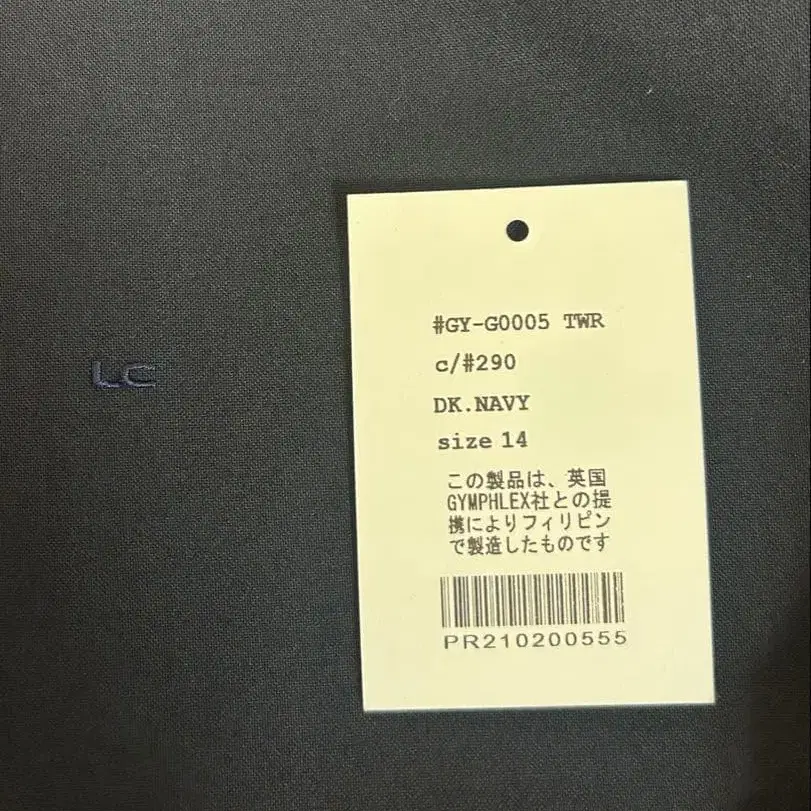 LC
#GY-G0005 TWR
c/#290
DK.NAVY
size 14
この製品は、英国
GYMPHLEX社との提
携によりフィリピン
で製造したものです
PR210200555